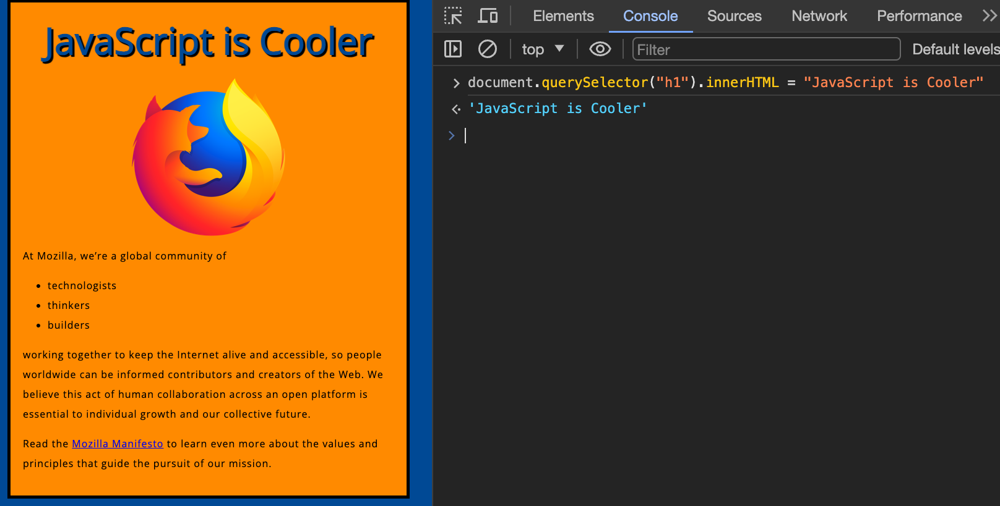 JavaScript is Cooler
At Mozilla, we’re a global community of
technologists
thinkers
builders
working together to keep the Internet alive and accessible, so people
worldwide can be informed contributors and creators of the Web. We
believe this act of human collaboration across an open platform is
essential to individual growth and our collective future.
Read the Mozilla Manifesto to learn even more about the values and
principles that guide the pursuit of our mission.
Elements Console Sources Network Performance
top Filter Default levels
document.querySelector("h1").innerHTML = "JavaScript is Cooler"
'JavaScript is Cooler'